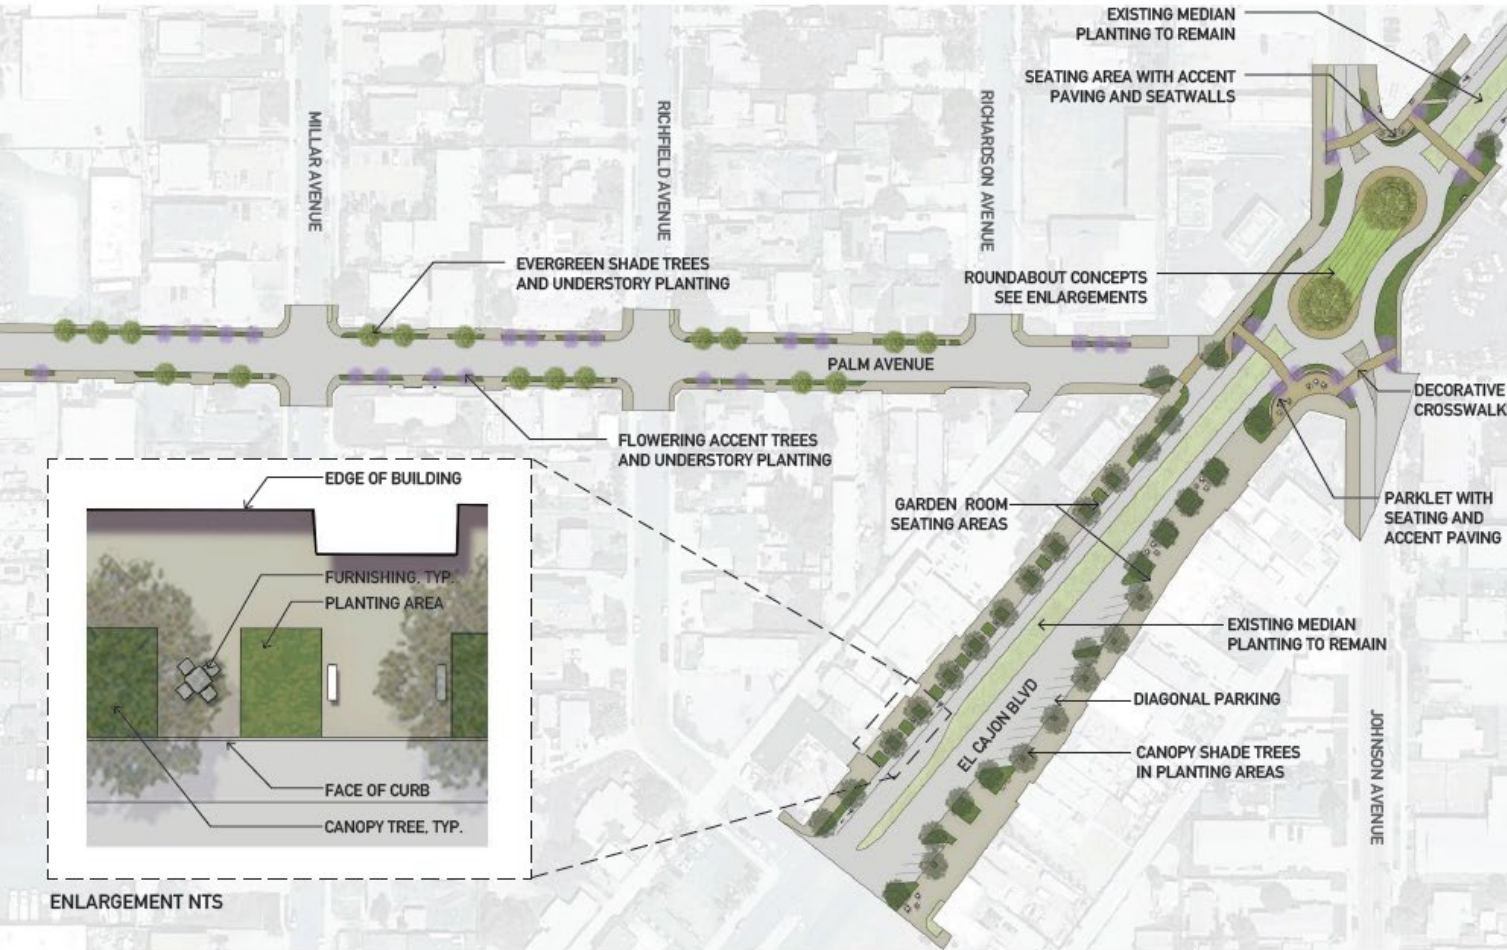 EXISTING MEDIAN
PLANTING TO REMAIN
SEATING AREA WITH ACCENT
PAVING AND SEATWALLS
MILLAR AVENUE
RICHFIELD AVENUE
RICHARDSON AVENUE
EVERGREEN SHADE TREES
AND UNDERSTORY PLANTING
ROUNDABOUT CONCEPTS
SEE ENLARGEMENTS
PALM AVENUE
DECORATIVE
CROSSWALK
FLOWERING ACCENT TREES
AND UNDERSTORY PLANTING
EDGE OF BUILDING
GARDEN ROOM
SEATING AREAS
PARKLET WITH
SEATING AND
ACCENT PAVING
FURNISHING, TYP.
PLANTING AREA
EXISTING MEDIAN
PLANTING TO REMAIN
EL CAJON BLVD
DIAGONAL PARKING
JOHNSON AVENUE
CANOPY SHADE TREES
IN PLANTING AREAS
FACE OF CURB
CANOPY TREE, TYP.
ENLARGEMENT NTS